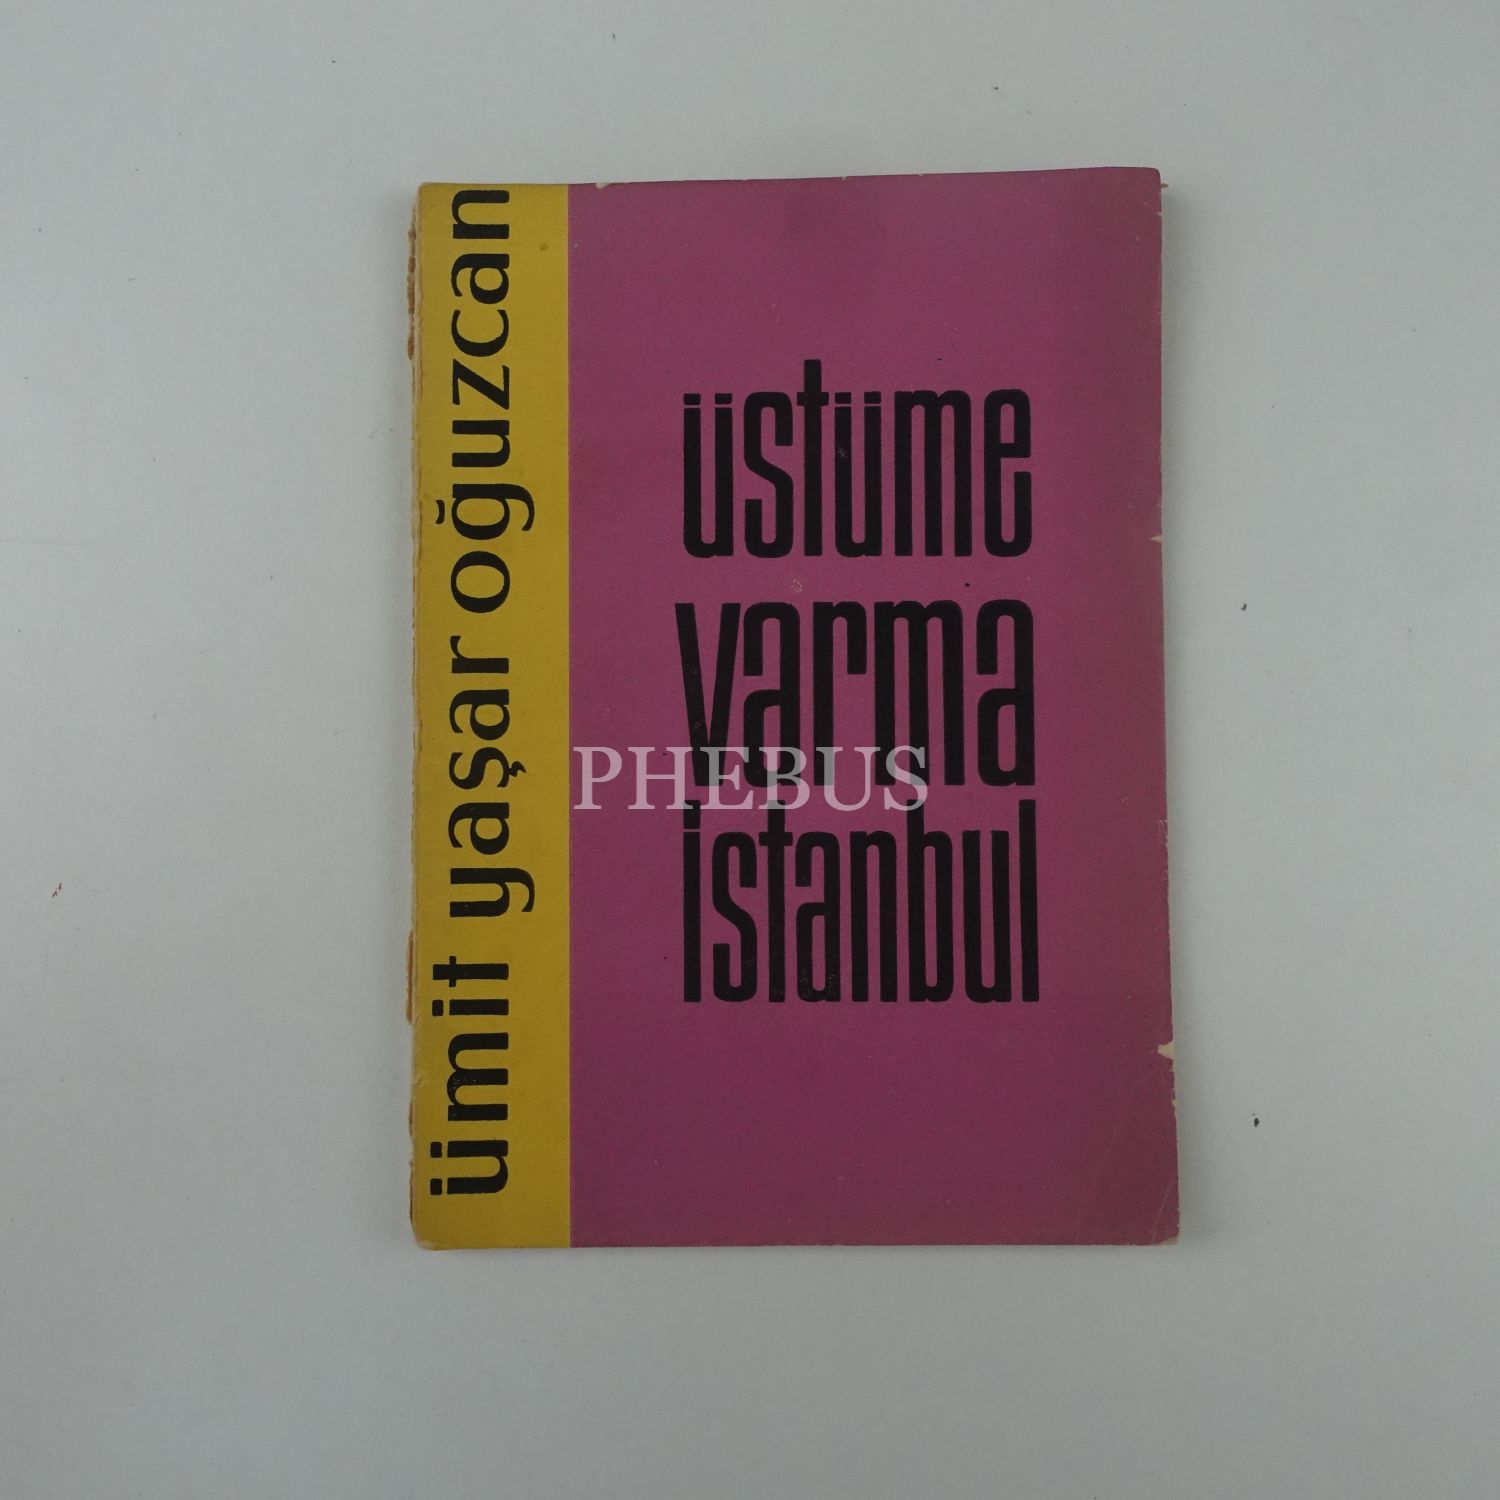 ümit yaşar oğuzcan
üstüme
varma
istanbul
PHEBUS